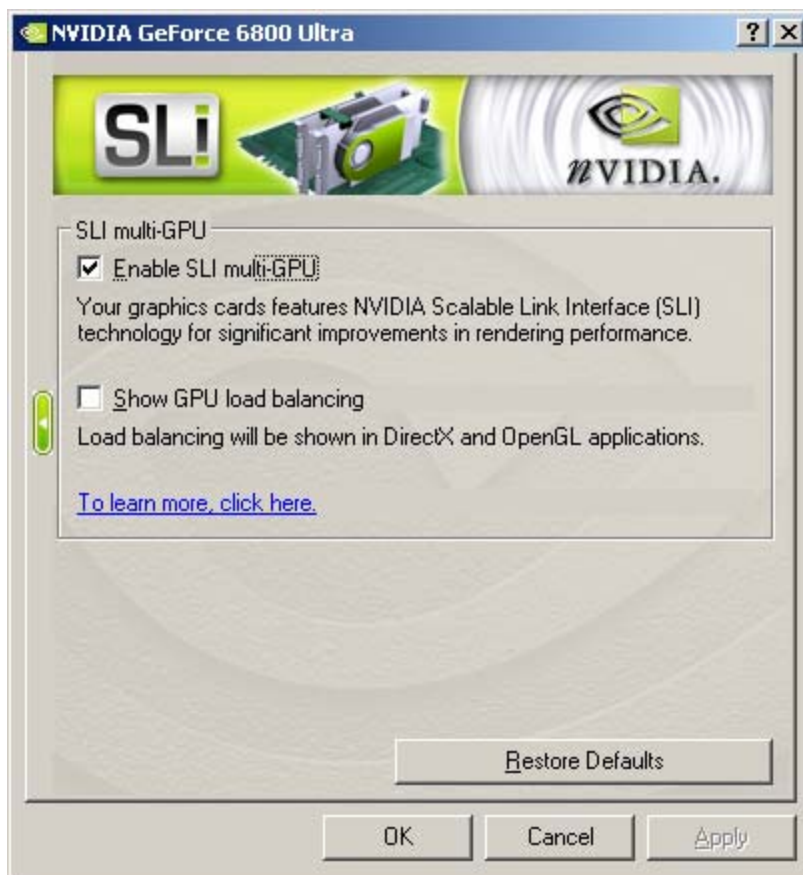 NVIDIA GeForce 6800 Ultra
SLi
nVIDIA.
SLI multi-GPU
Enable SLI multi-GPU
Your graphics cards features NVIDIA Scalable Link Interface (SLI)
technology for significant improvements in rendering performance.
Show GPU load balancing
Load balancing will be shown in DirectX and OpenGL applications.
To learn more, click here.
Restore Defaults
OK Cancel Apply